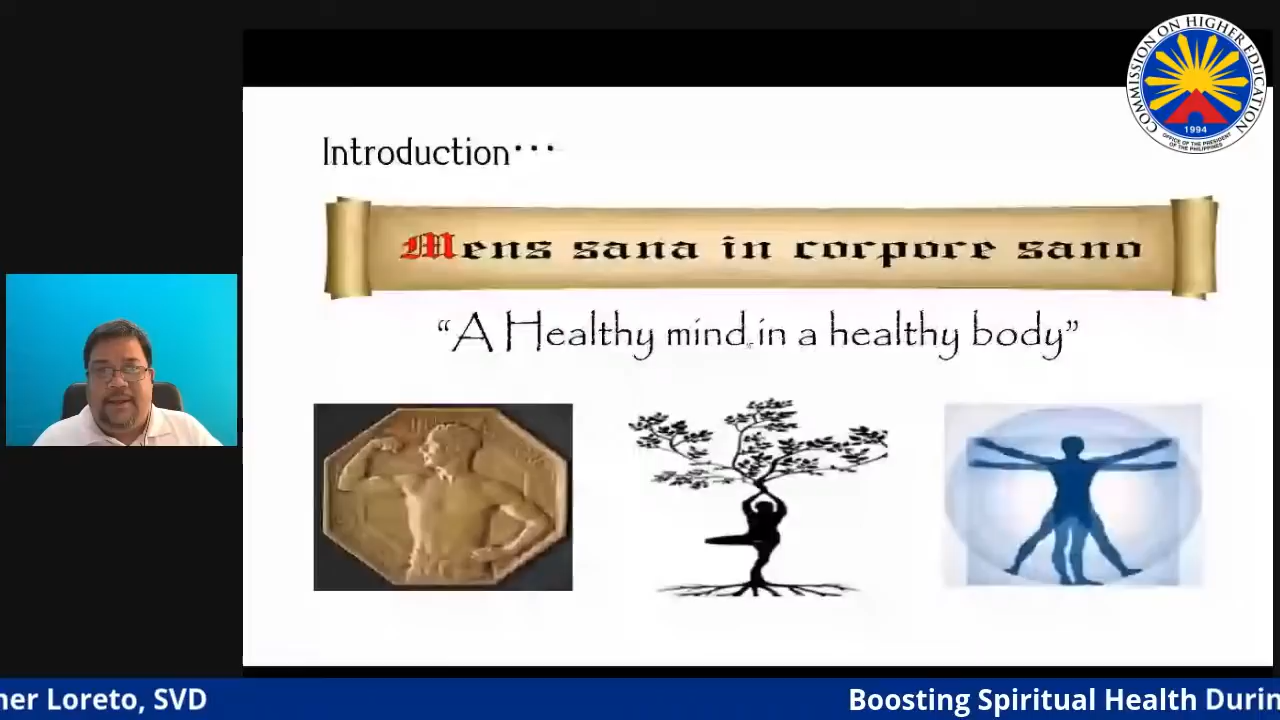 COMMISSION ON HIGHER EDUCATION
1994
OFFICE OF THE PRESIDENT
OF THE PHILIPPINES
Introduction...
Mens sana in corpore sano
“A Healthy mind in a healthy body”
her Loreto, SVD
Boosting Spiritual Health Durin